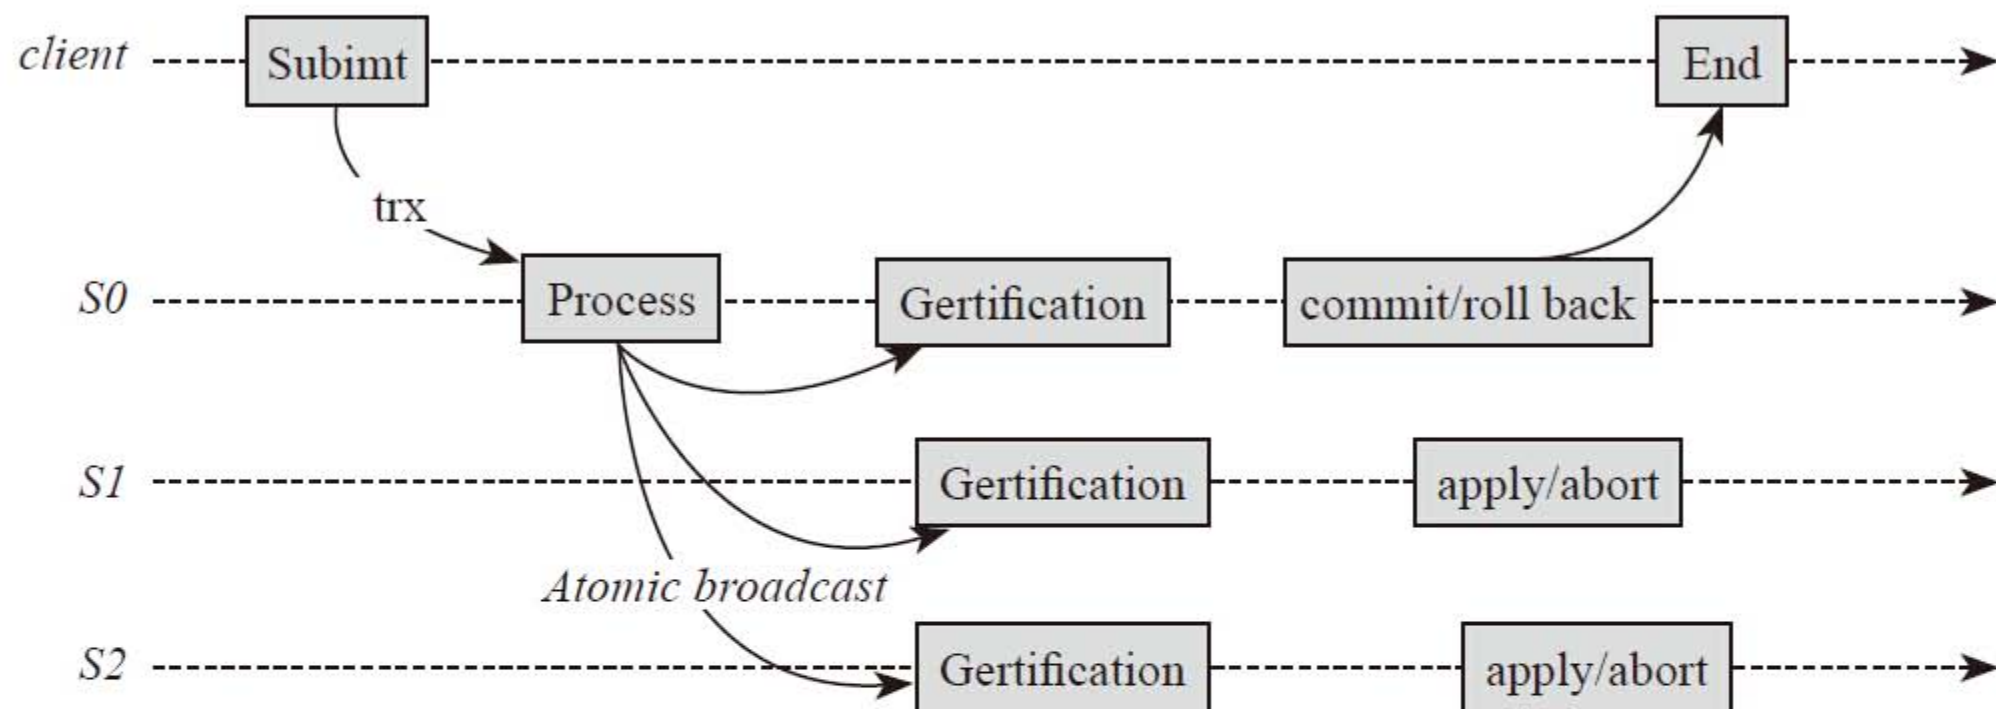 client Subimt End
trx
S0 Process Gertification commit/roll back
S1 Gertification apply/abort
Atomic broadcast
S2 Gertification apply/abort